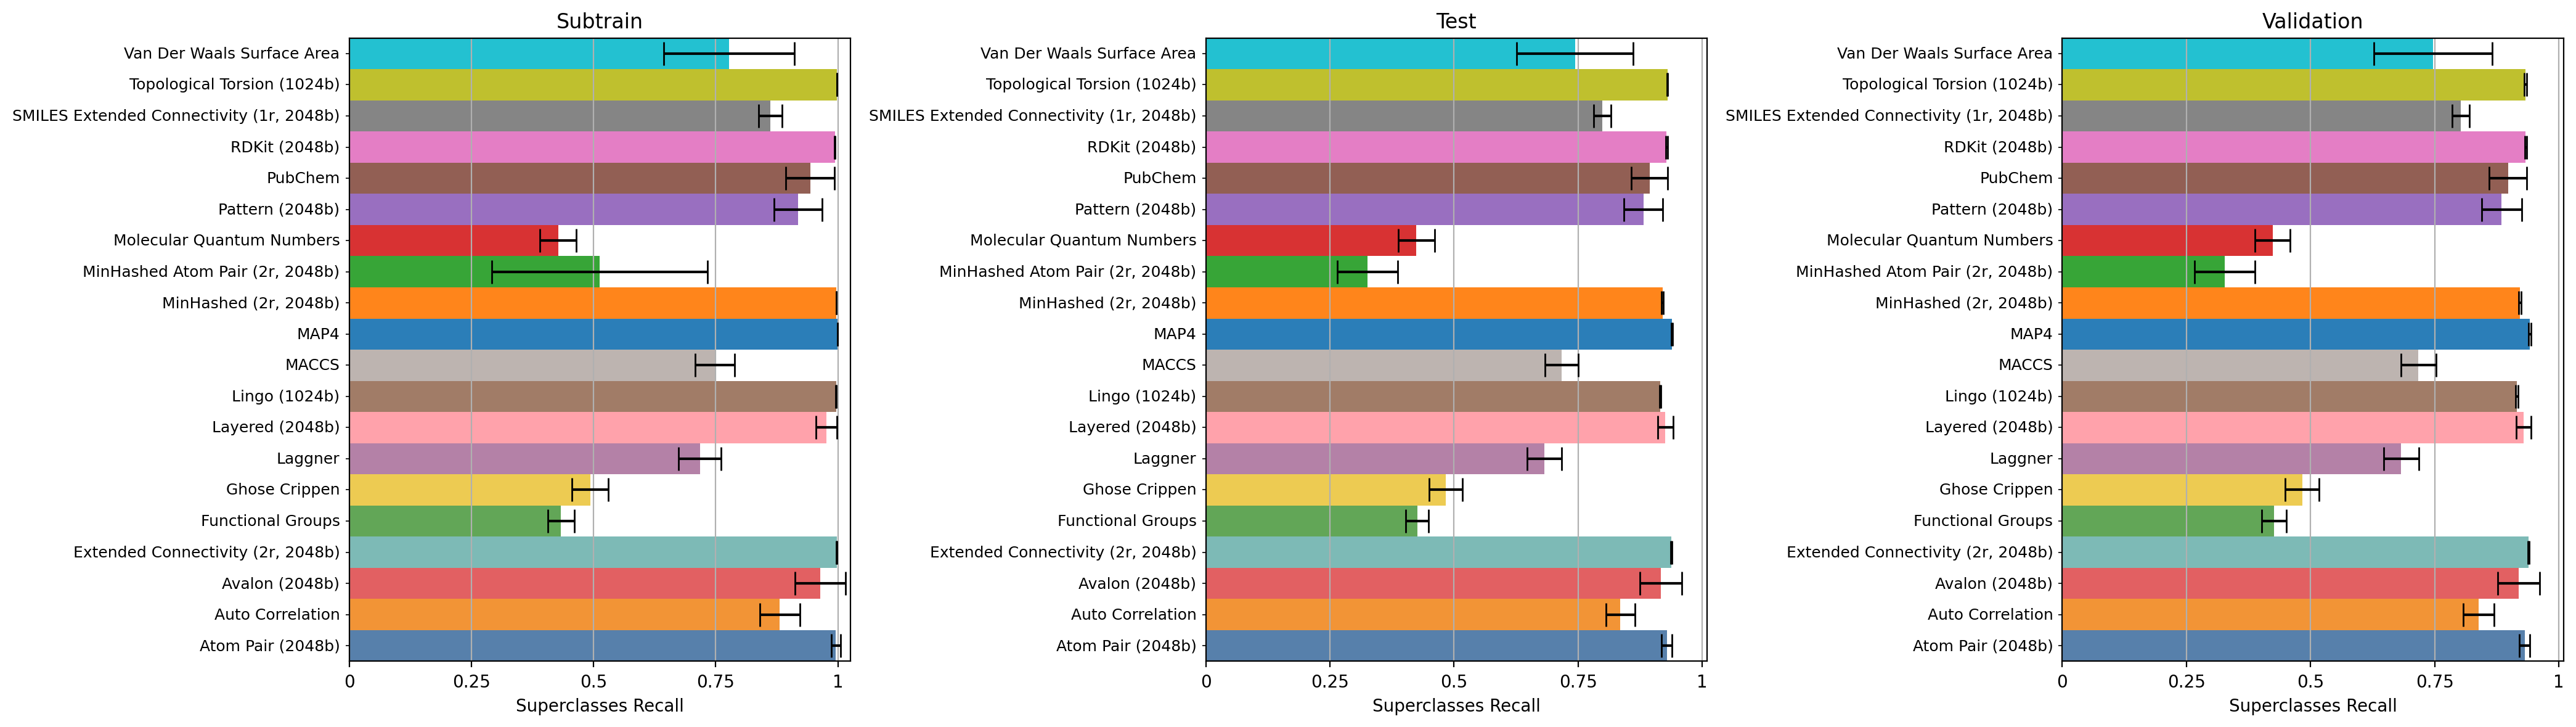 Subtrain
Van Der Waals Surface Area
Topological Torsion (1024b)
SMILES Extended Connectivity (1r, 2048b)
RDKit (2048b)
PubChem
Pattern (2048b)
Molecular Quantum Numbers
MinHashed Atom Pair (2r, 2048b)
MinHashed (2r, 2048b)
MAP4
MACCS
Lingo (1024b)
Layered (2048b)
Laggner
Ghose Crippen
Functional Groups
Extended Connectivity (2r, 2048b)
Avalon (2048b)
Auto Correlation
Atom Pair (2048b)
0 0.25 0.5 0.75 1
Superclasses Recall
Test
Van Der Waals Surface Area
Topological Torsion (1024b)
SMILES Extended Connectivity (1r, 2048b)
RDKit (2048b)
PubChem
Pattern (2048b)
Molecular Quantum Numbers
MinHashed Atom Pair (2r, 2048b)
MinHashed (2r, 2048b)
MAP4
MACCS
Lingo (1024b)
Layered (2048b)
Laggner
Ghose Crippen
Functional Groups
Extended Connectivity (2r, 2048b)
Avalon (2048b)
Auto Correlation
Atom Pair (2048b)
0 0.25 0.5 0.75 1
Superclasses Recall
Validation
Van Der Waals Surface Area
Topological Torsion (1024b)
SMILES Extended Connectivity (1r, 2048b)
RDKit (2048b)
PubChem
Pattern (2048b)
Molecular Quantum Numbers
MinHashed Atom Pair (2r, 2048b)
MinHashed (2r, 2048b)
MAP4
MACCS
Lingo (1024b)
Layered (2048b)
Laggner
Ghose Crippen
Functional Groups
Extended Connectivity (2r, 2048b)
Avalon (2048b)
Auto Correlation
Atom Pair (2048b)
0 0.25 0.5 0.75 1
Superclasses Recall